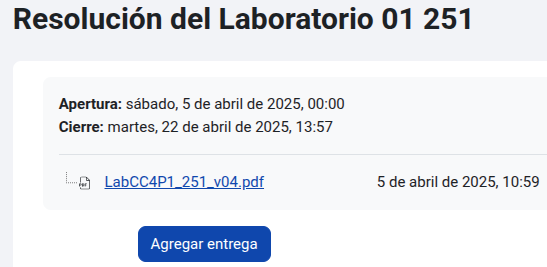 Resolución del Laboratorio 01 251
Apertura: sábado, 5 de abril de 2025, 00:00
Cierre: martes, 22 de abril de 2025, 13:57
LabCC4P1_251_v04.pdf 5 de abril de 2025, 10:59
Agregar entrega